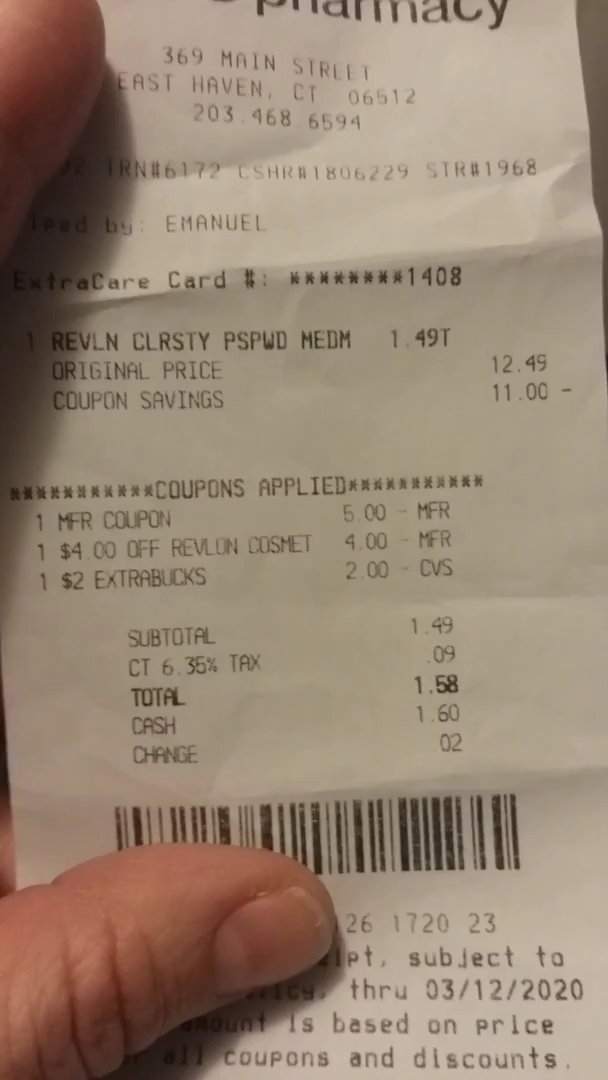 pharmacy
369 MAIN STREET
EAST HAVEN, CT 06512
203.468.6594
TRN#6172 CSHR#1806229 STR#1968
by: EMANUEL
ExtraCare Card #: ********1408
1 REVLN CLRSTY PSPWD MEDM 1.49T
ORIGINAL PRICE 12.49
COUPON SAVINGS 11.00 -
***********COUPONS APPLIED***********
1 MFR COUPON 5.00 - MFR
1 $4.00 OFF REVLON COSMET 4.00 - MFR
1 $2 EXTRABUCKS 2.00 - CVS
SUBTOTAL 1.49
CT 6.35% TAX .09
TOTAL 1.58
CASH 1.60
CHANGE .02
26 1720 23
subject to
thru 03/12/2020
amount is based on price
all coupons and discounts.